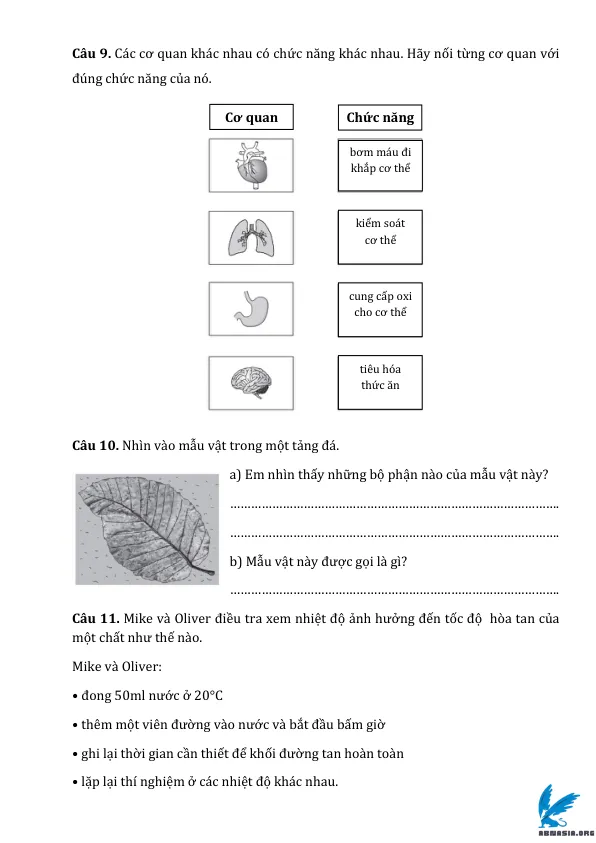 Câu 9. Các cơ quan khác nhau có chức năng khác nhau. Hãy nối từng cơ quan với
đúng chức năng của nó.
Cơ quan
Chức năng
bơm máu đi
khắp cơ thể
kiểm soát
cơ thể
cung cấp oxi
cho cơ thể
tiêu hóa
thức ăn
Câu 10. Nhìn vào mẫu vật trong một tảng đá.
a) Em nhìn thấy những bộ phận nào của mẫu vật này?
………………………………………………………………………………….
………………………………………………………………………………….
b) Mẫu vật này được gọi là gì?
………………………………………………………………………………….
Câu 11. Mike và Oliver điều tra xem nhiệt độ ảnh hưởng đến tốc độ hòa tan của
một chất như thế nào.
Mike và Oliver:
• đong 50ml nước ở 20°C
• thêm một viên đường vào nước và bắt đầu bấm giờ
• ghi lại thời gian cần thiết để khối đường tan hoàn toàn
• lặp lại thí nghiệm ở các nhiệt độ khác nhau.
ABMASIA.ORG